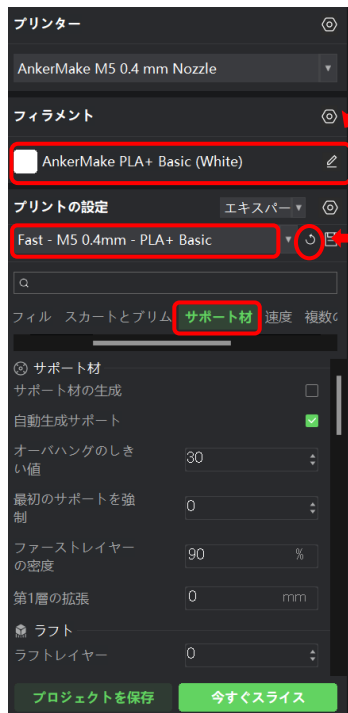 プリンター
AnkerMake M5 0.4 mm Nozzle
フィラメント
AnkerMake PLA+ Basic (White)
プリントの設定 エキスパー
Fast - M5 0.4mm - PLA+ Basic
フィル スカートとブリム サポート材 速度 複数の
サポート材
サポート材の生成
自動生成サポート
オーバハングのしき
い値 30
最初のサポートを強
制 0
ファーストレイヤー
の密度 90 %
第1層の拡張 0 mm
ラフト
ラフトレイヤー 0
プロジェクトを保存 今すぐスライス